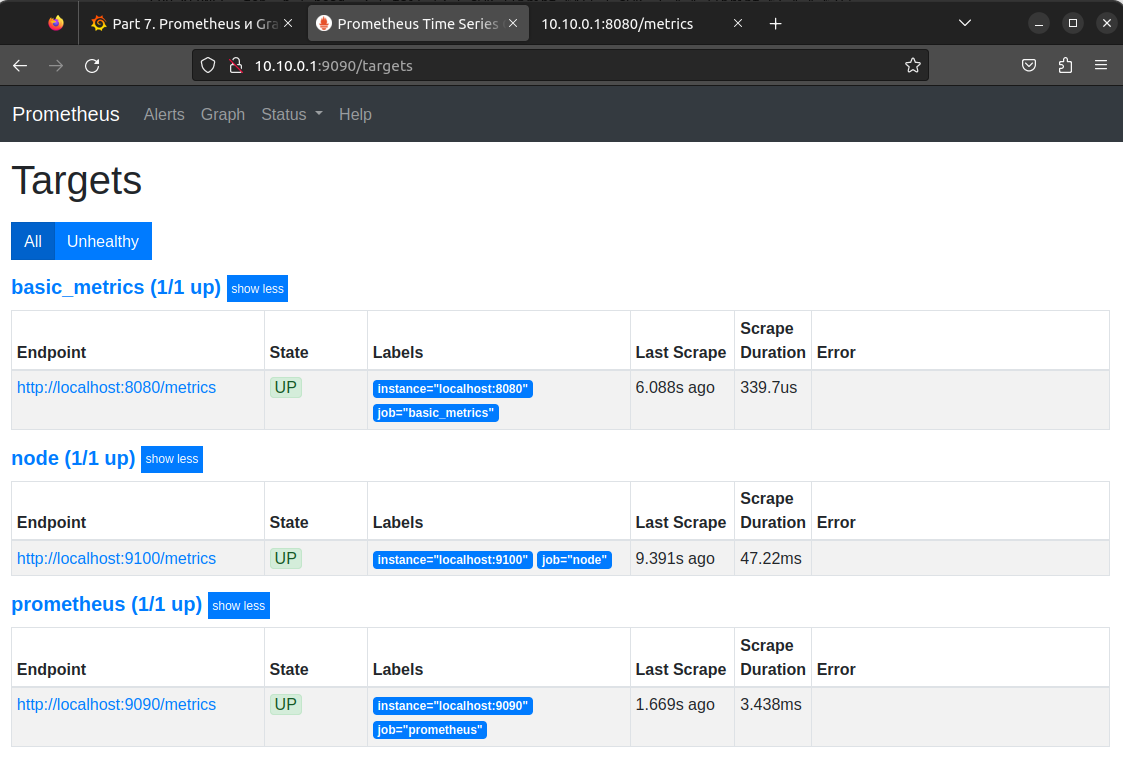 Part 7. Prometheus и Gra
Prometheus Time Series
10.10.0.1:8080/metrics
10.10.0.1:9090/targets
Prometheus Alerts Graph Status Help
Targets
All Unhealthy
basic_metrics (1/1 up) show less
Endpoint State Labels Last Scrape Scrape Duration Error
http://localhost:8080/metrics UP instance="localhost:8080" 6.088s ago 339.7us
job="basic_metrics"
node (1/1 up) show less
Endpoint State Labels Last Scrape Scrape Duration Error
http://localhost:9100/metrics UP instance="localhost:9100" job="node" 9.391s ago 47.22ms
prometheus (1/1 up) show less
Endpoint State Labels Last Scrape Scrape Duration Error
http://localhost:9090/metrics UP instance="localhost:9090" 1.669s ago 3.438ms
job="prometheus"